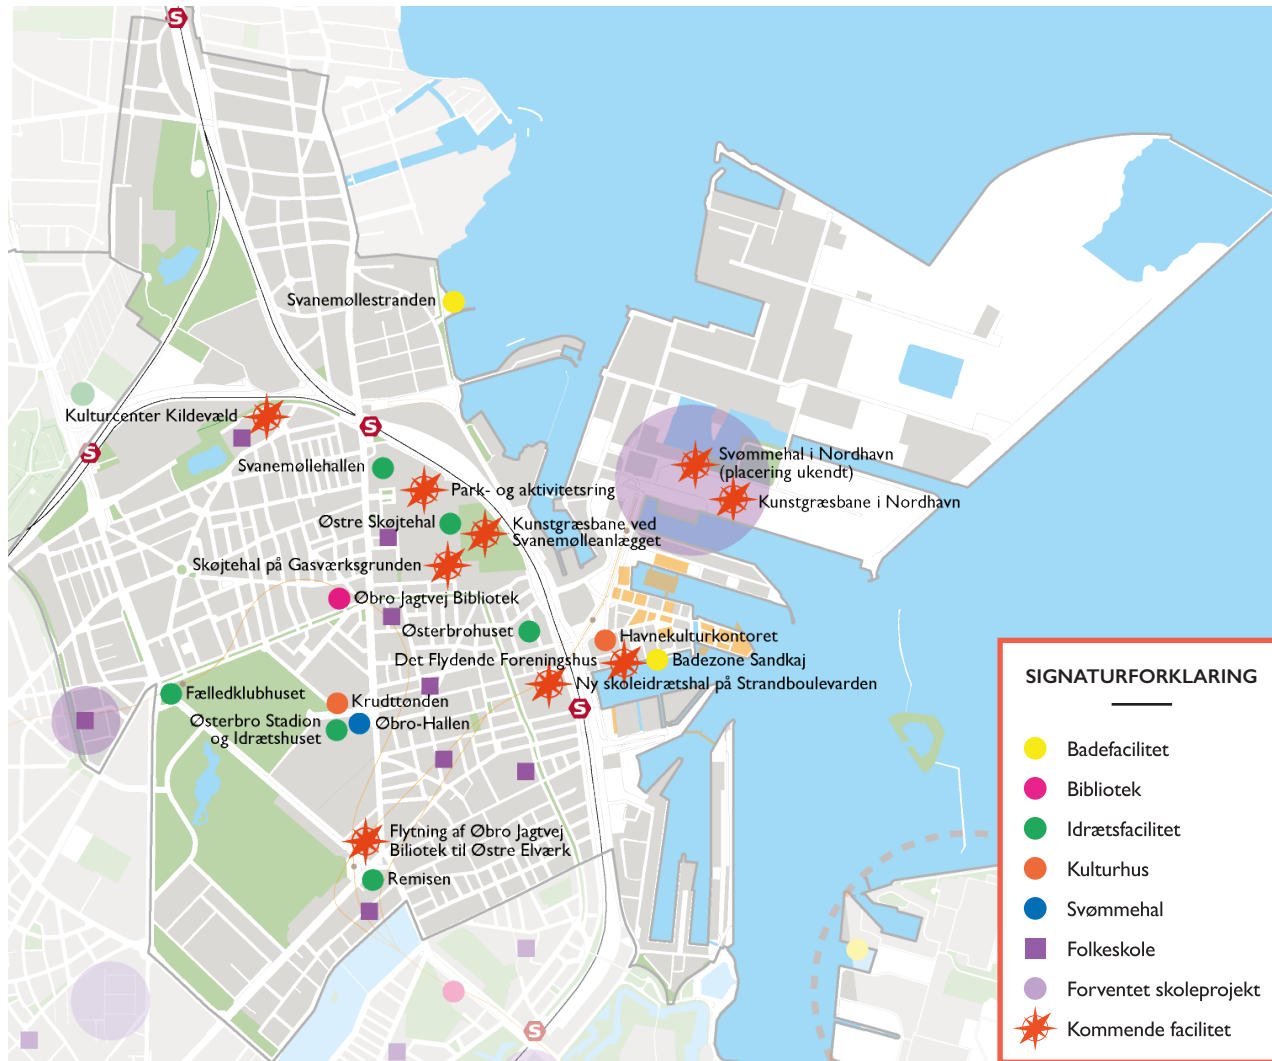 S
Svanemøllestranden
Kulturcenter Kildevæld
S
S
Svanemøllehallen
Svømmehal i Nordhavn
(placering ukendt)
Park- og aktivitetsring
Kunstgræsbane i Nordhavn
Østre Skøjtehal
Kunstgræsbane ved
Svanemølleanlægget
Skøjtehal på Gasværksgrunden
Øbro Jagtvej Bibliotek
Østerbrohuset
Havnekulturkontoret
Det Flydende Foreningshus
Badezone Sandkaj
Ny skoleidrætshal på Strandboulevarden
Fælledklubhuset
Krudttønden
S
Østerbro Stadion
og Idrætshuset
Øbro-Hallen
Flytning af Øbro Jagtvej
Biliotek til Østre Elværk
Remisen
S
SIGNATURFORKLARING
Badefacilitet
Bibliotek
Idrætsfacilitet
Kulturhus
Svømmehal
Folkeskole
Forventet skoleprojekt
Kommende facilitet